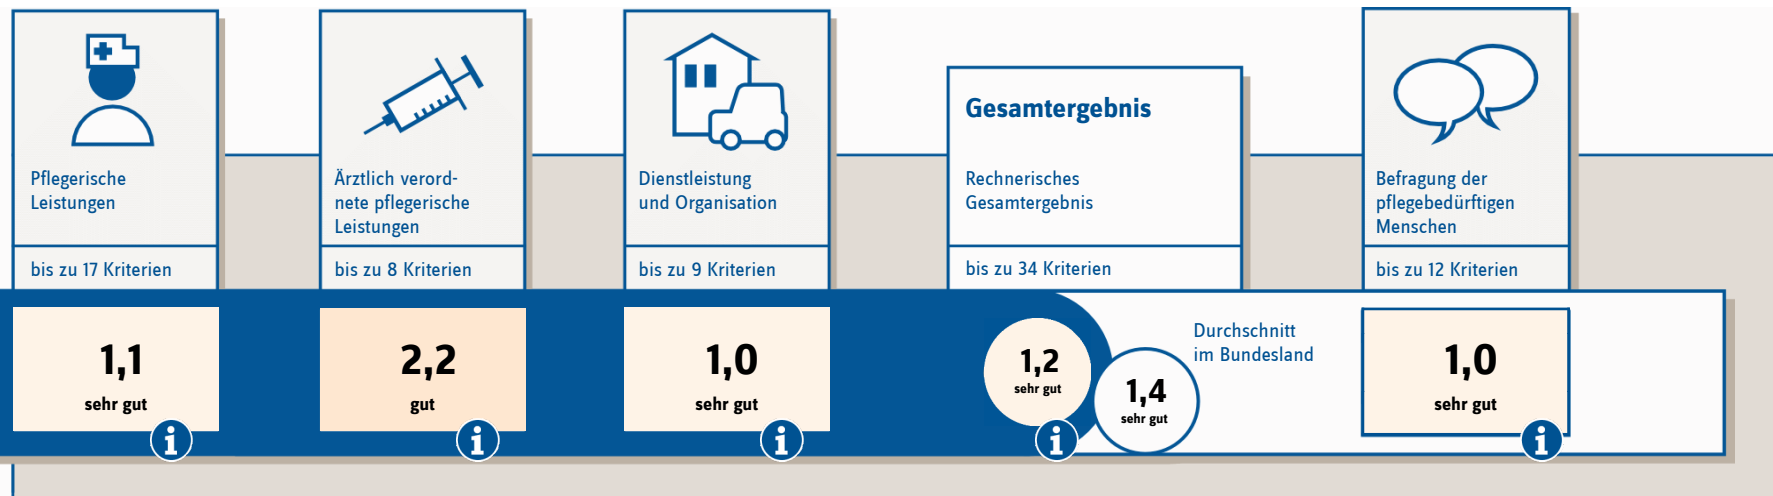 Pflegerische
Leistungen
bis zu 17 Kriterien
1,1
sehr gut
Ärztlich verord-
nete pflegerische
Leistungen
bis zu 8 Kriterien
2,2
gut
Dienstleistung
und Organisation
bis zu 9 Kriterien
1,0
sehr gut
Gesamtergebnis
Rechnerisches
Gesamtergebnis
bis zu 34 Kriterien
1,2
sehr gut
1,4
sehr gut
Durchschnitt
im Bundesland
Befragung der
pflegebedürftigen
Menschen
bis zu 12 Kriterien
1,0
sehr gut